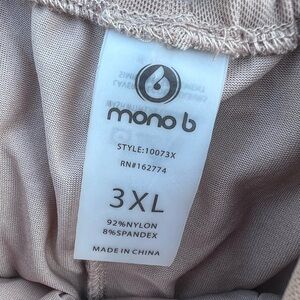 mono b
STYLE:10073X
RN#162774
3XL
92%NYLON
8%SPANDEX
MADE IN CHINA